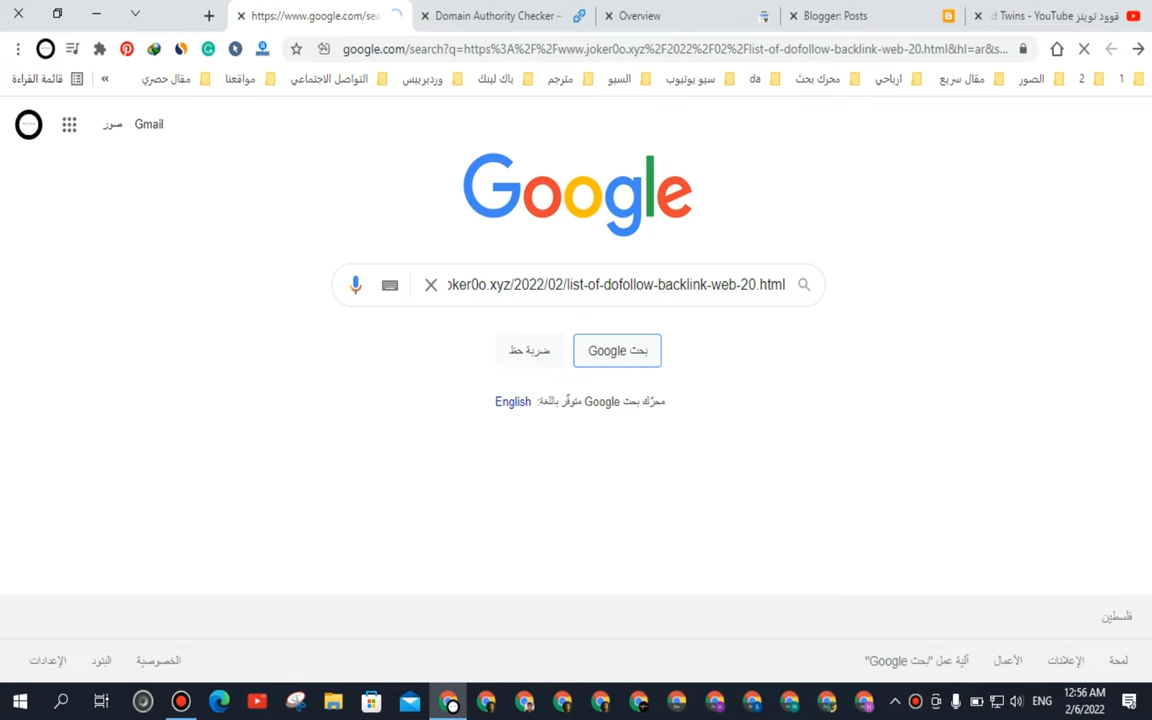 https://www.google.com/sea
Domain Authority Checker -
Overview
Blogger: Posts
قوود توينز Twins - YouTube
google.com/search?q=https%3A%2F%2Fwww.joker0o.xyz%2F2022%2F02%2Flist-of-dofollow-backlink-web-20.html&hl=ar&s...
قائمة القراءة
»
مقال حصري
مواقعنا
التواصل الاجتماعي
وردبرييس
باك لينك
مترجم
السيو
سيو يوتيوب
da
محرك بحث
ارباحي
مقال سريع
الصور
2
1
صور
Gmail
Google
oker0o.xyz/2022/02/list-of-dofollow-backlink-web-20.html
بحث Google
ضربة حظ
محرّك بحث Google متوفّر باللغة: English
فلسطين
لمحة
الإعلانات
الأعمال
آلية عمل "بحث Google"
الخصوصية
البنود
الإعدادات
ENG
12:56 AM
2/6/2022